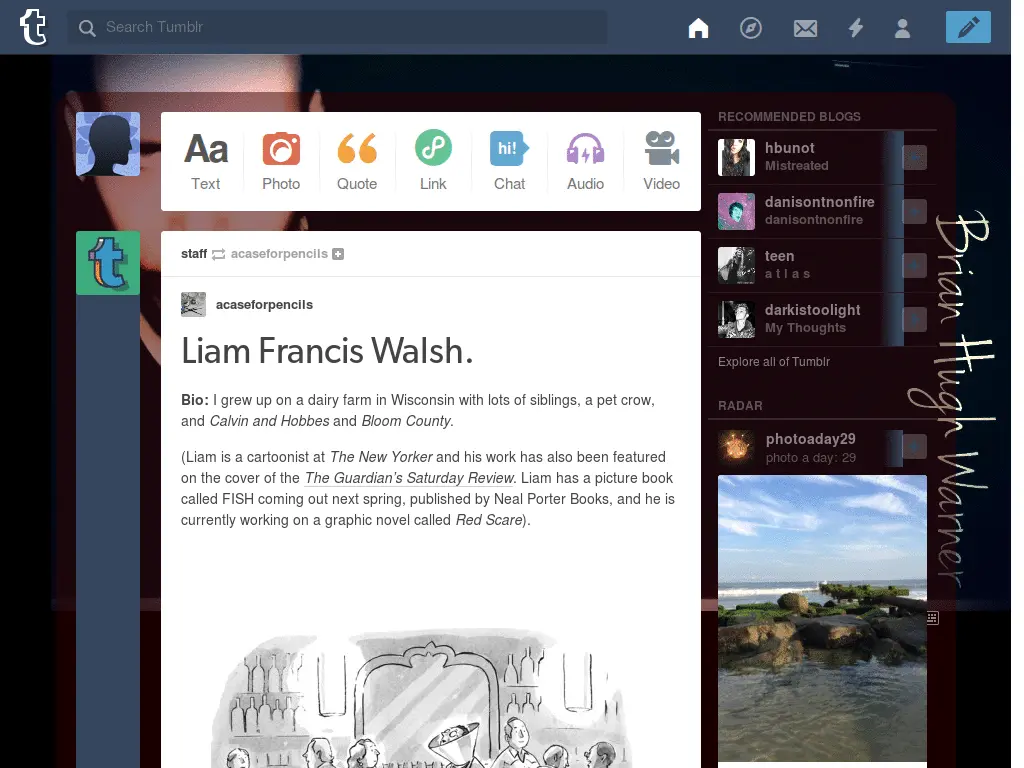 Search Tumblr
Aa
hi!
Text
Photo
Quote
Link
Chat
Audio
Video
staff acaseforpencils
acaseforpencils
Liam Francis Walsh.
Bio: I grew up on a dairy farm in Wisconsin with lots of siblings, a pet crow,
and Calvin and Hobbes and Bloom County.
(Liam is a cartoonist at The New Yorker and his work has also been featured
on the cover of the The Guardian’s Saturday Review. Liam has a picture book
called FISH coming out next spring, published by Neal Porter Books, and he is
currently working on a graphic novel called Red Scare).
RECOMMENDED BLOGS
hbunot
Mistreated
danisontnonfire
danisontnonfire
teen
a t l a s
darkistoolight
My Thoughts
Explore all of Tumblr
RADAR
photoaday29
photo a day: 29
Brian Hugh Warner